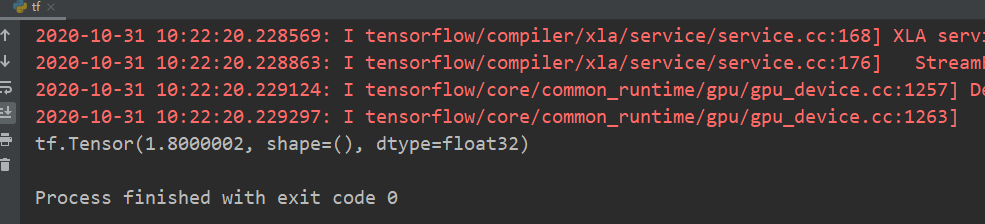 tf
2020-10-31 10:22:20.228569: I tensorflow/compiler/xla/service/service.cc:168] XLA servi
2020-10-31 10:22:20.228863: I tensorflow/compiler/xla/service/service.cc:176]   Stream
2020-10-31 10:22:20.229124: I tensorflow/core/common_runtime/gpu/gpu_device.cc:1257] De
2020-10-31 10:22:20.229297: I tensorflow/core/common_runtime/gpu/gpu_device.cc:1263]
tf.Tensor(1.8000002, shape=(), dtype=float32)
Process finished with exit code 0